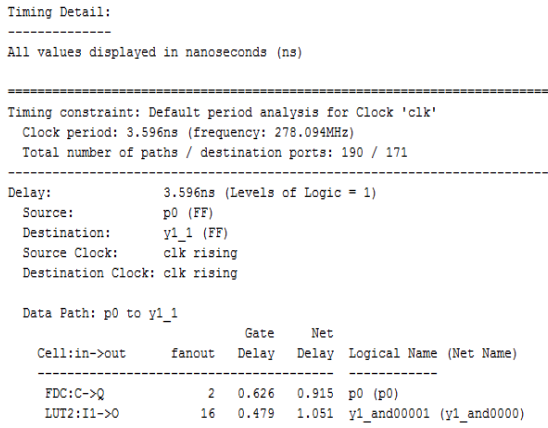 Timing Detail:
--------------
All values displayed in nanoseconds (ns)
=========================================================================
Timing constraint: Default period analysis for Clock 'clk'
  Clock period: 3.596ns (frequency: 278.094MHz)
  Total number of paths / destination ports: 190 / 171
-------------------------------------------------------------------------
Delay:               3.596ns (Levels of Logic = 1)
  Source:            p0 (FF)
  Destination:       y1_1 (FF)
  Source Clock:      clk rising
  Destination Clock: clk rising
  Data Path: p0 to y1_1
                                Gate     Net
    Cell:in->out      fanout   Delay   Delay  Logical Name (Net Name)
    ----------------------------------------  ------------
     FDC:C->Q              2   0.626   0.915  p0 (p0)
     LUT2:I1->O           16   0.479   1.051  y1_and00001 (y1_and0000)